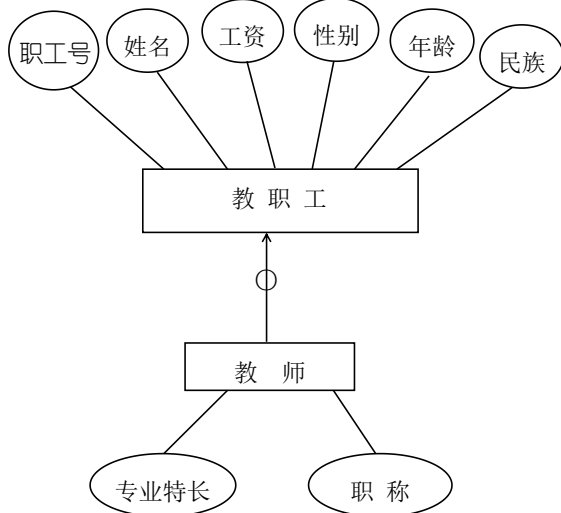 职工号
姓名
工资
性别
年龄
民族
教 职 工
教 师
专业特长
职 称